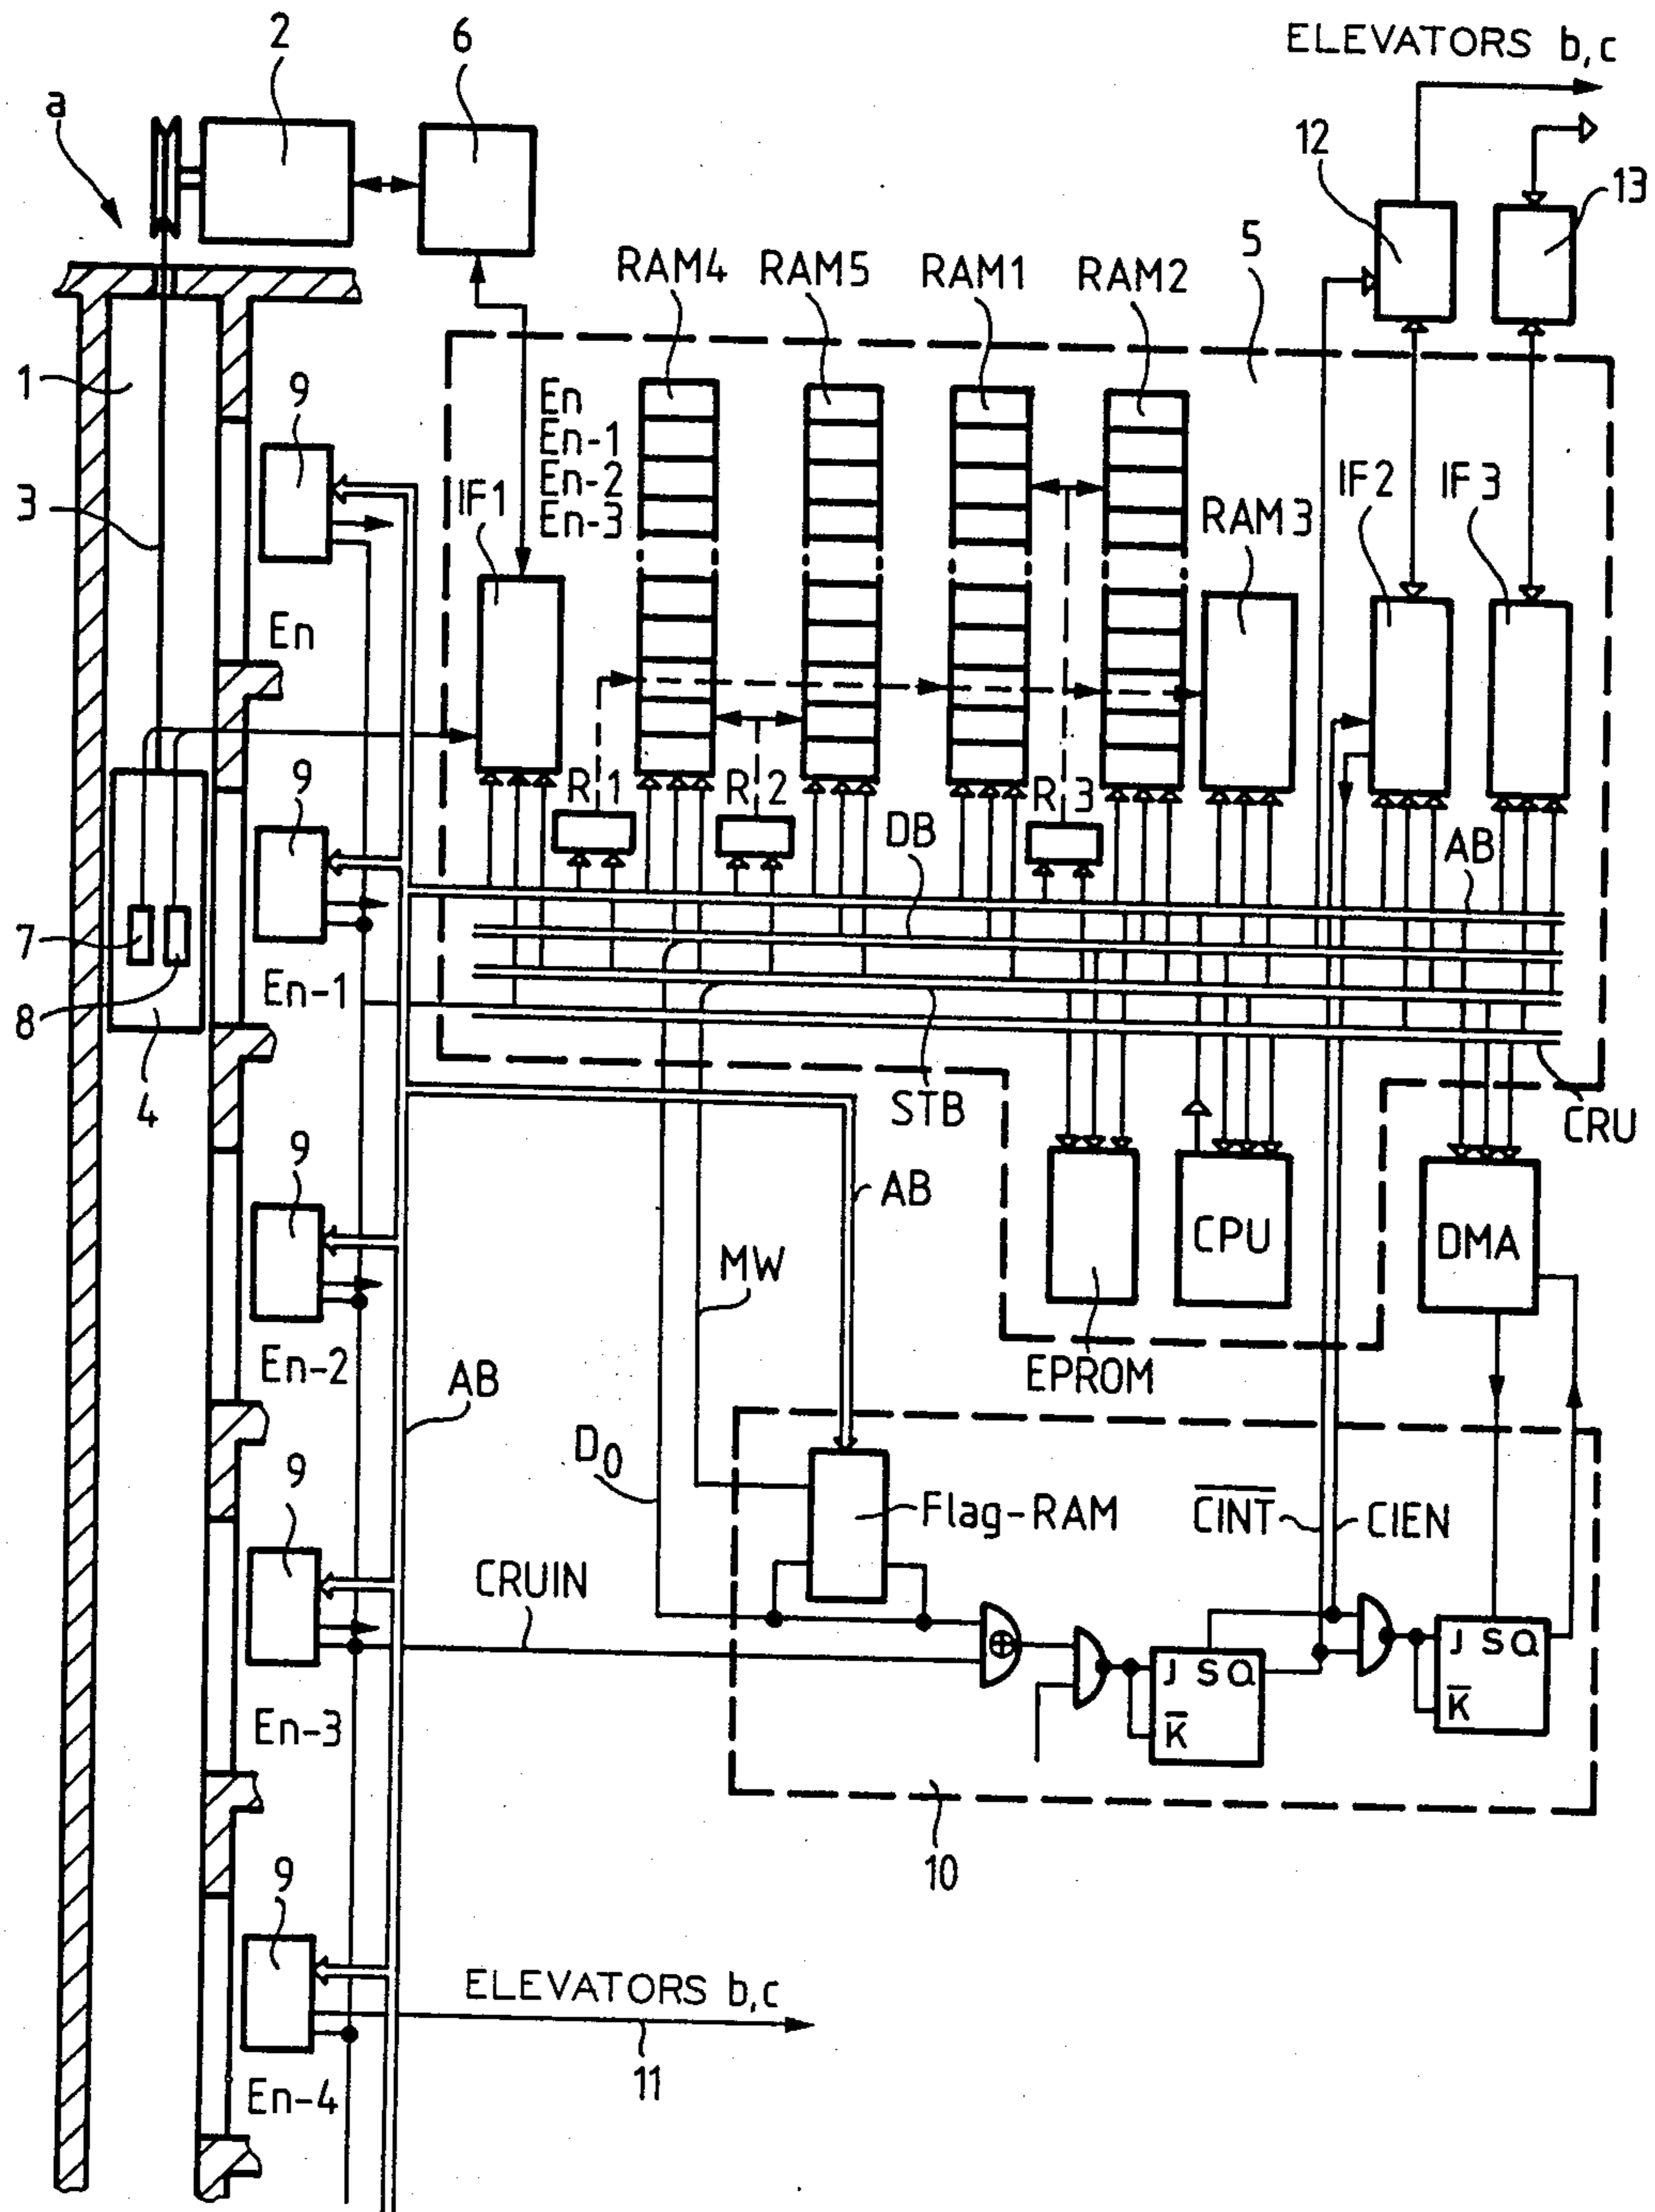 ELEVATORS b,c
2
6
a
12
13
5
RAM4
RAM5
RAM1
RAM2
1
9
En
En-1
En-2
En-3
IF1
IF2
IF3
RAM3
3
En
9
R1
R2
R3
DB
AB
7
8
En-1
4
STB
CRU
9
AB
CPU
DMA
MW
En-2
AB
EPROM
D0
9
Flag-RAM
CINT
CIEN
CRUIN
J S Q
K
J S Q
K
En-3
10
9
ELEVATORS b,c
11
En-4